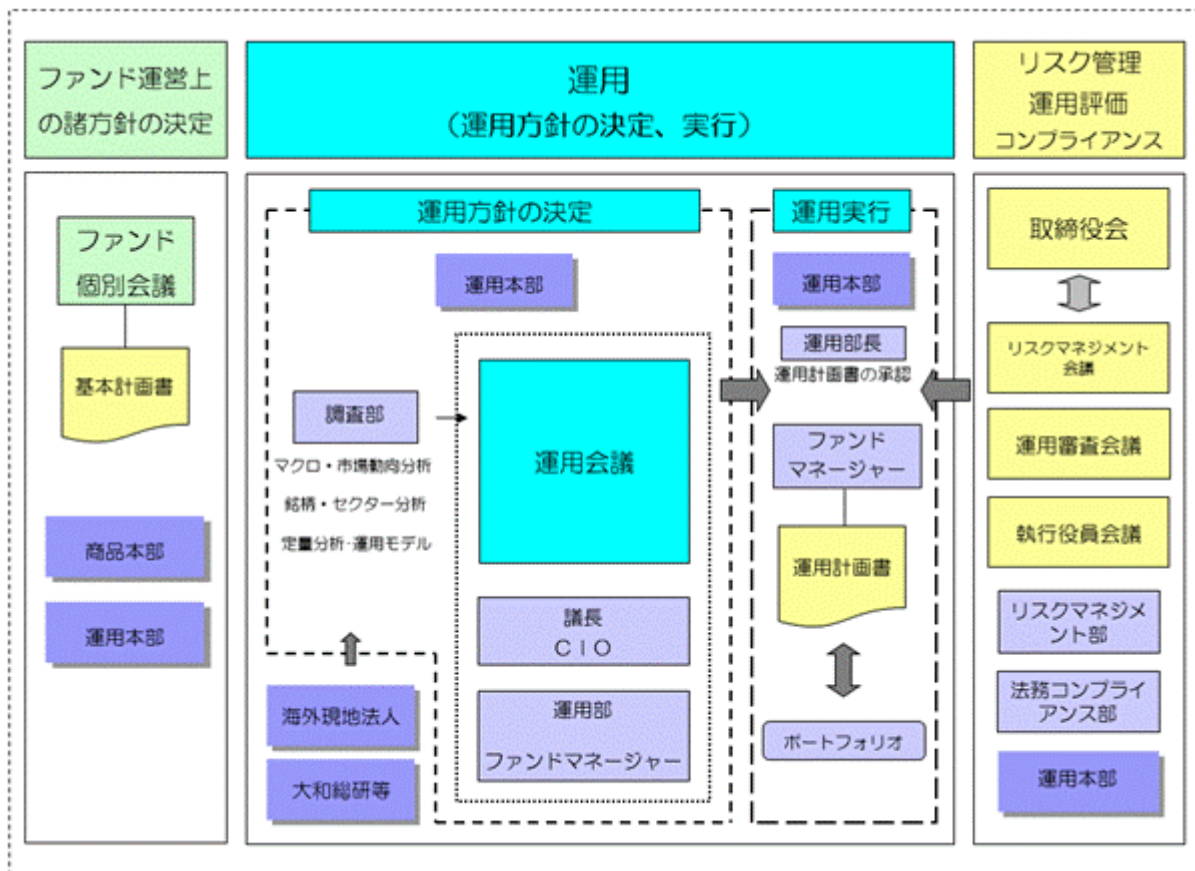 ファンド運営上
の諸方針の決定
運用
（運用方針の決定、実行）
リスク管理
運用評価
コンプライアンス
ファンド
個別会議
基本計画書
商品本部
運用本部
運用方針の決定
運用本部
調査部
マクロ・市場動向分析
銘柄・セクター分析
定量分析・運用モデル
海外現地法人
大和総研等
運用会議
議長
ＣＩＯ
運用部
ファンドマネージャー
運用実行
運用本部
運用部長
運用計画書の承認
ファンド
マネージャー
運用計画書
ポートフォリオ
取締役会
リスクマネジメント
会議
運用審査会議
執行役員会議
リスクマネジメ
ント部
法務コンプライ
アンス部
運用本部